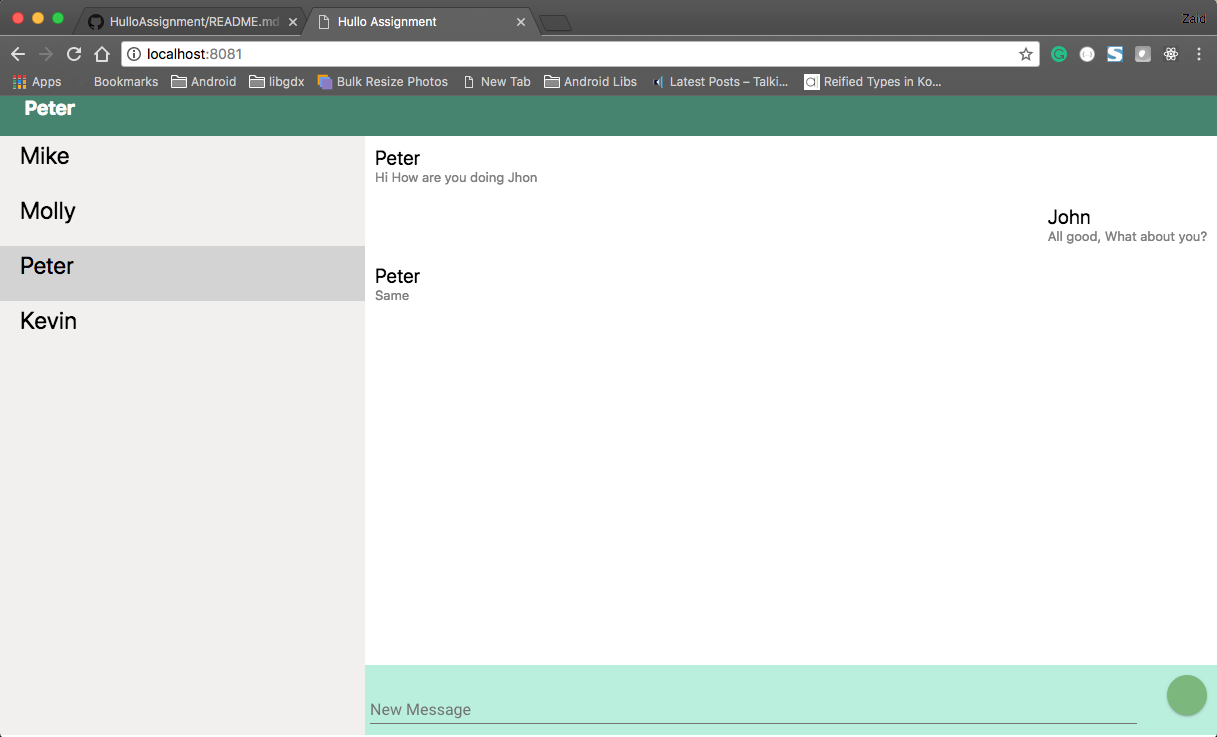 HulloAssignment/README.md
Hullo Assignment
Zaid
localhost:8081
Apps Bookmarks Android libgdx Bulk Resize Photos New Tab Android Libs Latest Posts – Talki... Reified Types in Ko...
Peter
Mike
Molly
Peter
Kevin
Peter
Hi How are you doing Jhon
John
All good, What about you?
Peter
Same
New Message